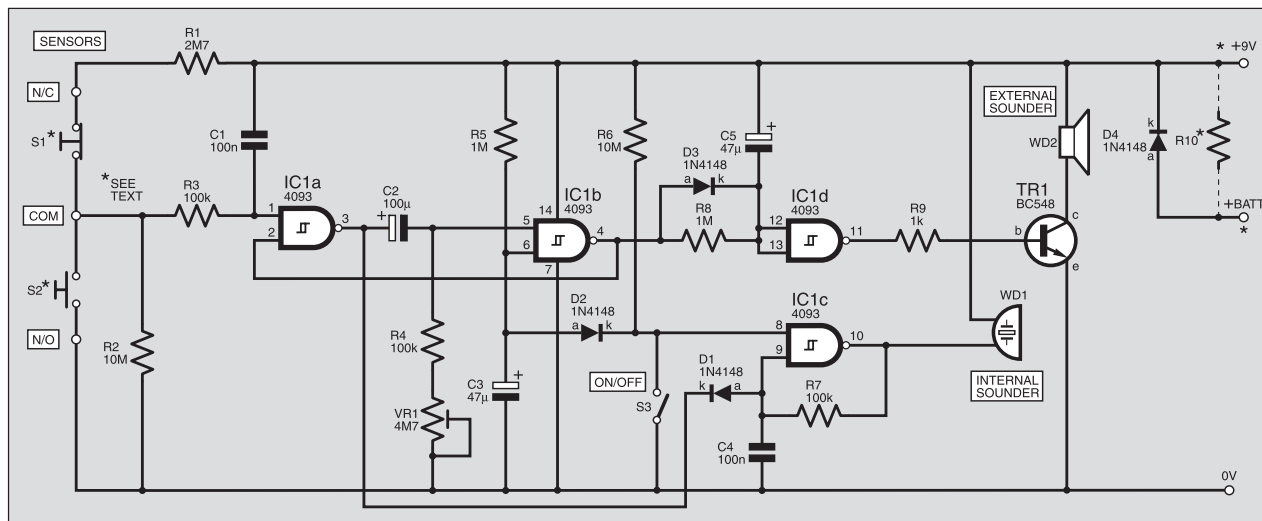 SENSORS
R1
2M7
N/C
S1*
C1
100n
*SEE
TEXT
COM
R3
100k
S2*
N/O
R2
10M
IC1a
4093
1
2
3
C2
100µ
+
R4
100k
VR1
4M7
R5
1M
C3
47µ
+
14
IC1b
4093
5
6
4
7
R6
10M
D2
1N4148
a
k
D3
1N4148
a
k
R8
1M
C5
47µ
+
IC1d
4093
12
13
11
R9
1k
ON/OFF
S3
D1
1N4148
k
a
IC1c
4093
8
9
10
R7
100k
C4
100n
EXTERNAL
SOUNDER
WD2
TR1
BC548
b
c
e
WD1
INTERNAL
SOUNDER
D4
1N4148
k
a
R10*
* +9V
+BATT
*
0V